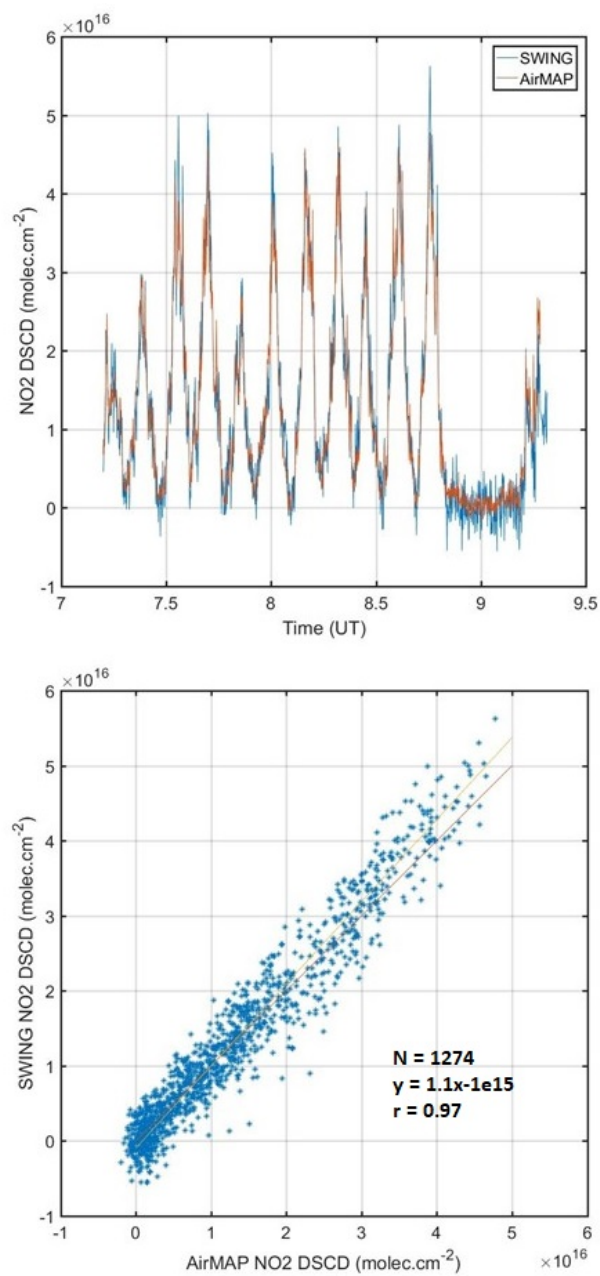 ×10^16
6
5
4
3
2
1
0
-1
NO2 DSCD (molec.cm^-2)
SWING
AirMAP
7 7.5 8 8.5 9 9.5
Time (UT)
×10^16
6
5
4
3
2
1
0
-1
SWING NO2 DSCD (molec.cm^-2)
N = 1274
y = 1.1x-1e15
r = 0.97
-1 0 1 2 3 4 5 6
AirMAP NO2 DSCD (molec.cm^-2)
×10^16